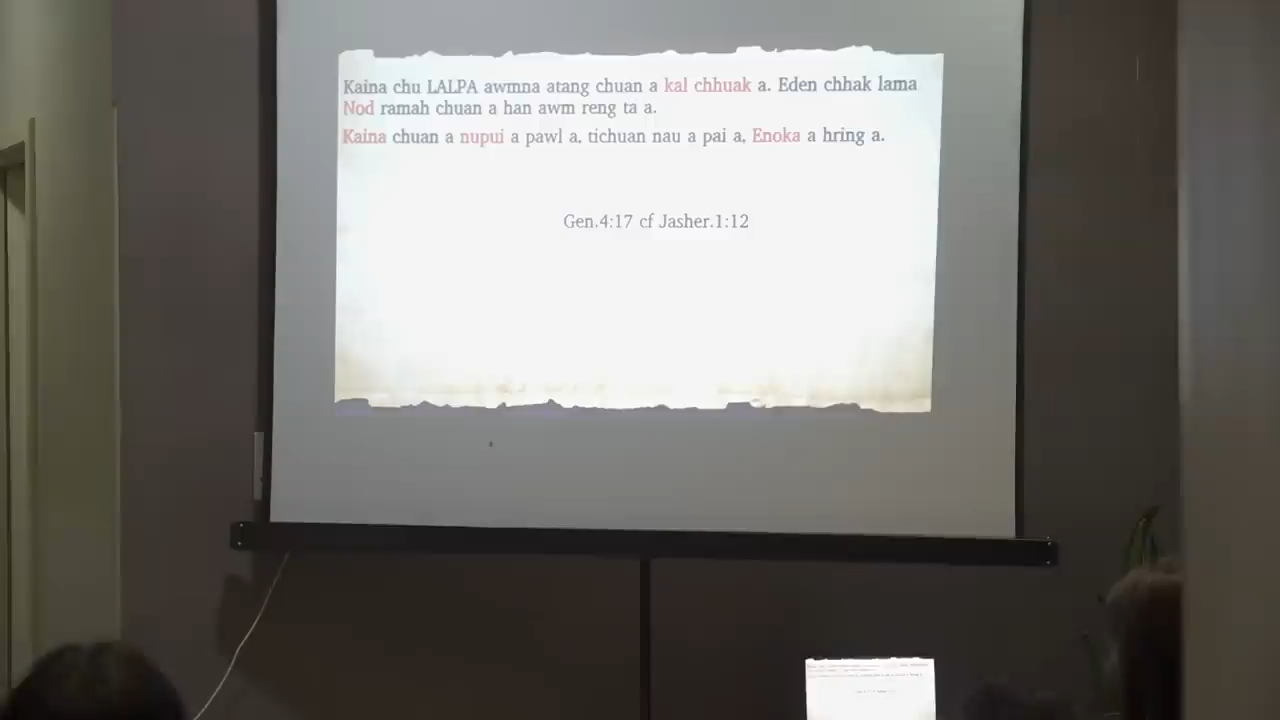 Kaina chu LALPA awmna atang chuan a kal chhuak a. Eden chhak lama
Nod ramah chuan a han awm reng ta a.
Kaina chuan a nupui a pawl a, tichuan nau a pai a, Enoka a hring a.
Gen.4:17 cf Jasher.1:12